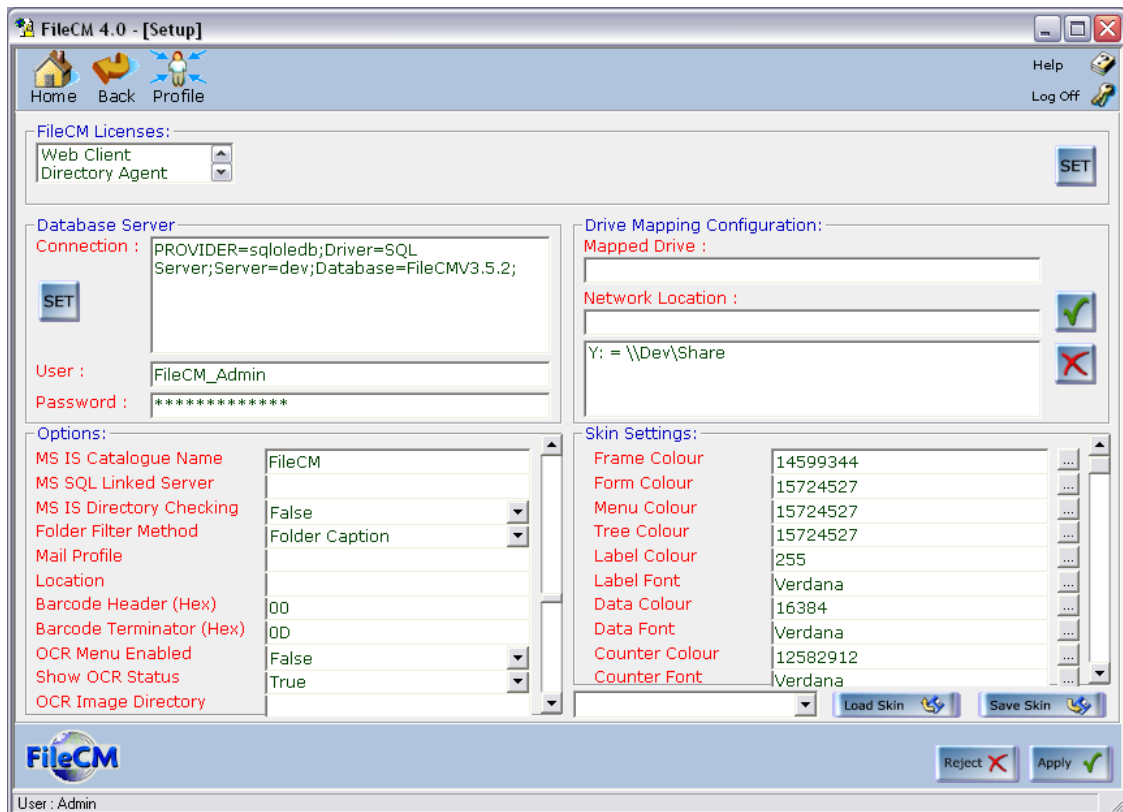 FileCM 4.0 - [Setup]
Home Back Profile
Help
Log Off
FileCM Licenses:
Web Client
Directory Agent
SET
Database Server
Connection :
PROVIDER=sqloledb;Driver=SQL
Server;Server=dev;Database=FileCMV3.5.2;
SET
User :
FileCM_Admin
Password :
*************
Drive Mapping Configuration:
Mapped Drive :
Network Location :
Y: = \\Dev\Share
Options:
MS IS Catalogue Name FileCM
MS SQL Linked Server
MS IS Directory Checking False
Folder Filter Method Folder Caption
Mail Profile
Location
Barcode Header (Hex) 00
Barcode Terminator (Hex) 0D
OCR Menu Enabled False
Show OCR Status True
OCR Image Directory
Skin Settings:
Frame Colour 14599344 ...
Form Colour 15724527 ...
Menu Colour 15724527 ...
Tree Colour 15724527 ...
Label Colour 255 ...
Label Font Verdana ...
Data Colour 16384 ...
Data Font Verdana ...
Counter Colour 12582912 ...
Counter Font Verdana ...
Load Skin Save Skin
FileCM
Reject Apply
User : Admin